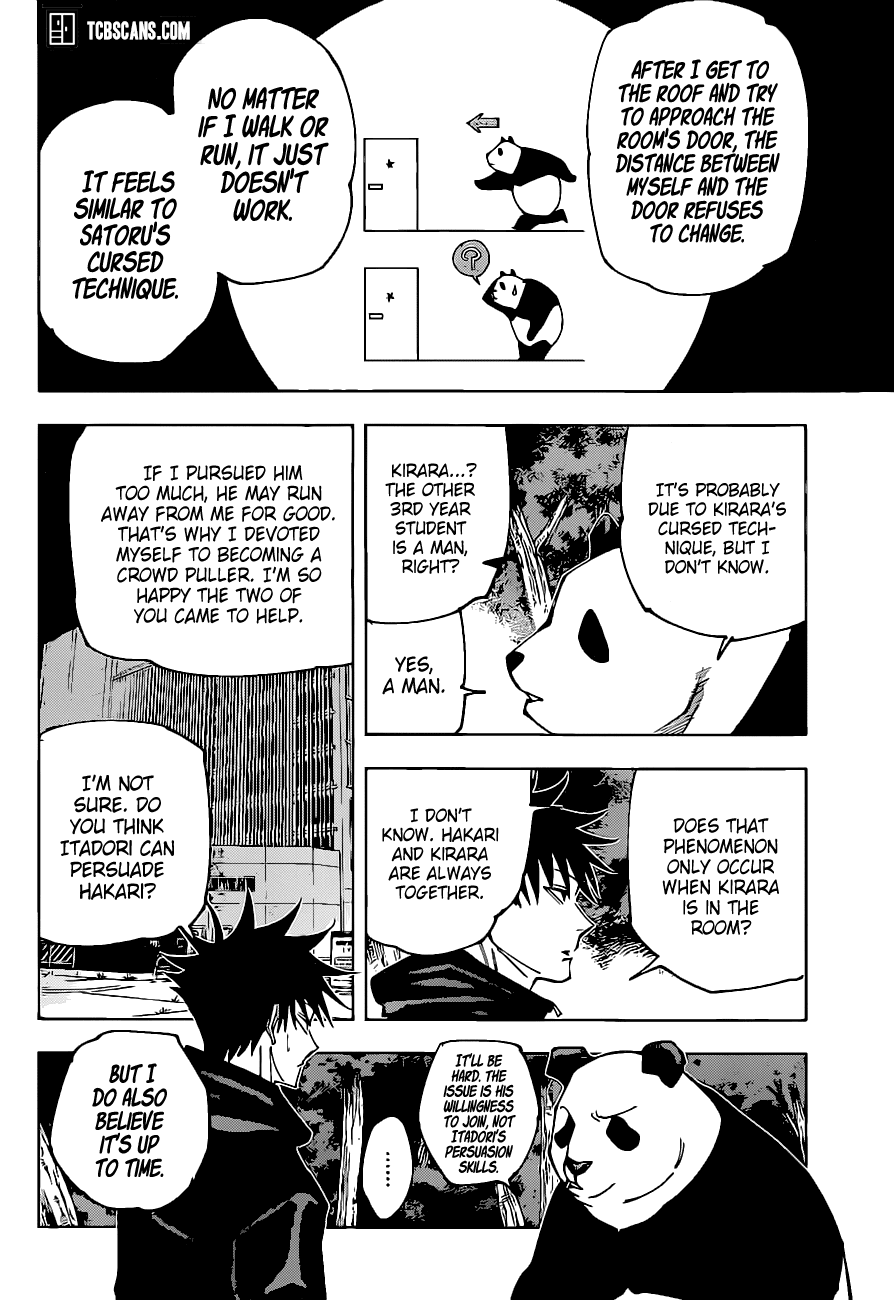 TCBSCANS.COM
AFTER I GET TO
THE ROOF AND TRY
TO APPROACH THE
ROOM'S DOOR, THE
DISTANCE BETWEEN
MYSELF AND THE
DOOR REFUSES
TO CHANGE.
NO MATTER
IF I WALK OR
RUN, IT JUST
DOESN'T
WORK.
?
IT FEELS
SIMILAR TO
SATORU'S
CURSED
TECHNIQUE.
IT'S PROBABLY
DUE TO KIRARA'S
CURSED TECH-
NIQUE, BUT I
DON'T KNOW.
KIRARA...?
THE OTHER
3RD YEAR
STUDENT
IS A MAN,
RIGHT?
YES,
A MAN.
IF I PURSUED HIM
TOO MUCH, HE MAY RUN
AWAY FROM ME FOR GOOD.
THAT'S WHY I DEVOTED
MYSELF TO BECOMING A
CROWD PULLER. I'M SO
HAPPY THE TWO OF
YOU CAME TO HELP.
DOES THAT
PHENOMENON
ONLY OCCUR
WHEN KIRARA
IS IN THE
ROOM?
I DON'T
KNOW. HAKARI
AND KIRARA
ARE ALWAYS
TOGETHER.
I'M NOT
SURE. DO
YOU THINK
ITADORI CAN
PERSUADE
HAKARI?
IT'LL BE
HARD. THE
ISSUE IS HIS
WILLINGNESS
TO JOIN, NOT
ITADORI'S
PERSUASION
SKILLS.
........
BUT I
DO ALSO
BELIEVE
IT'S UP
TO TIME.